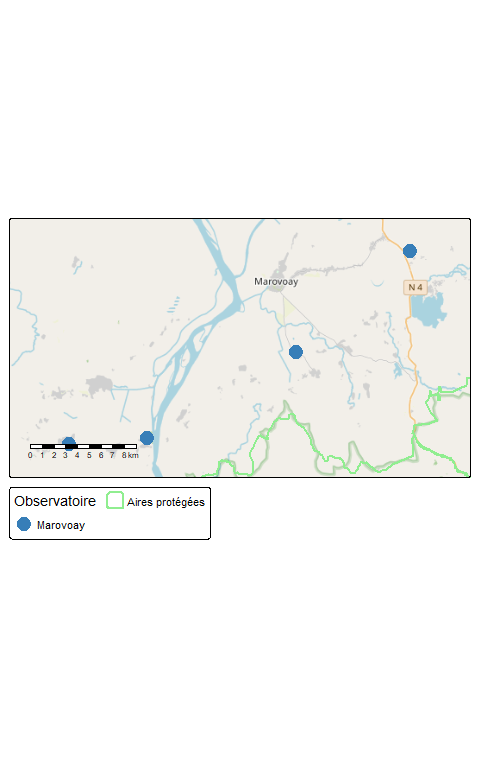 Marovoay
N 4
0 1 2 3 4 5 6 7 8 km
Observatoire
Aires protégées
Marovoay